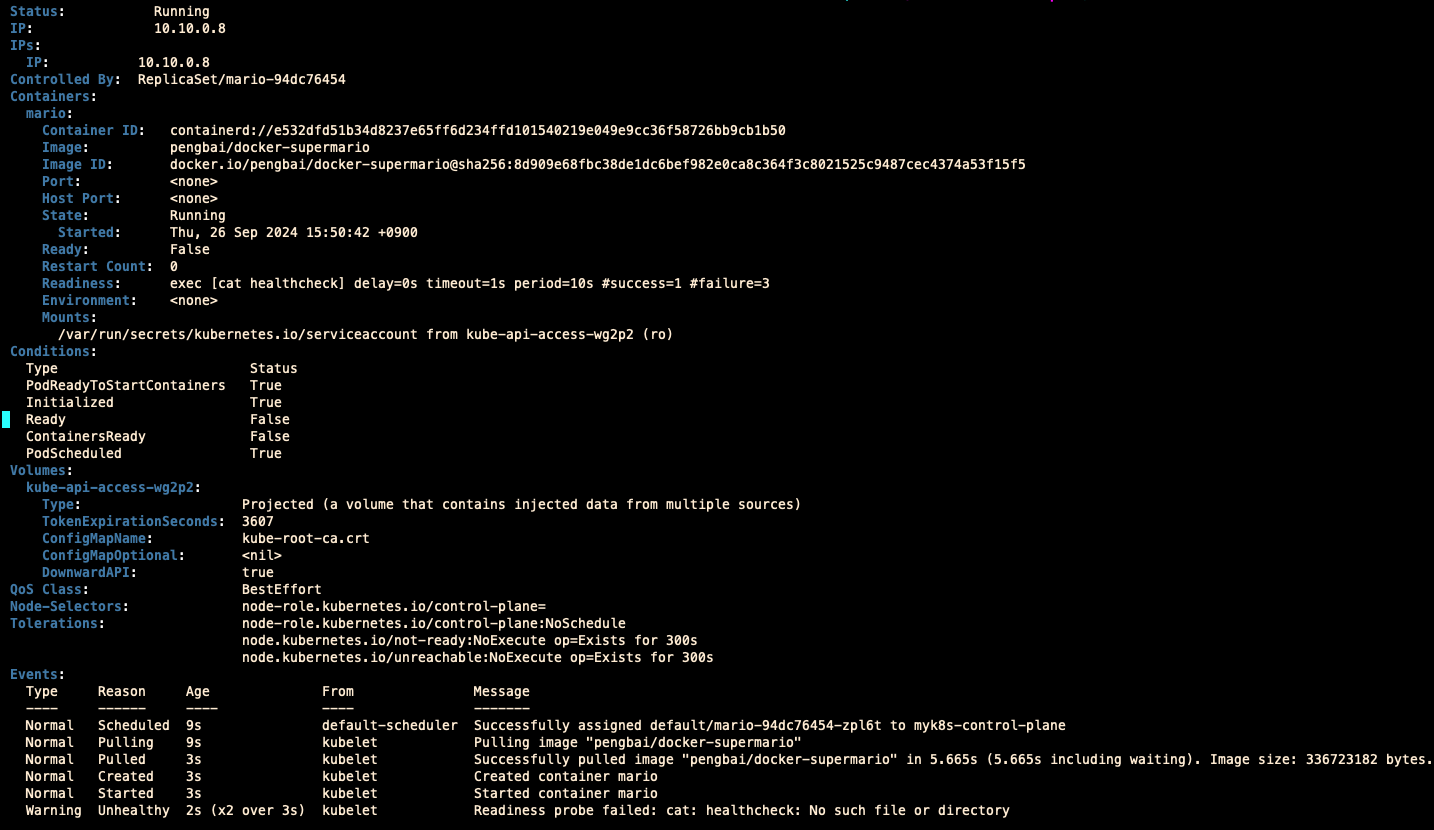 Status:           Running
IP:               10.10.0.8
IPs:
  IP:           10.10.0.8
Controlled By:  ReplicaSet/mario-94dc76454
Containers:
  mario:
    Container ID:   containerd://e532dfd51b34d8237e65ff6d234ffd101540219e049e9cc36f58726bb9cb1b50
    Image:          pengbai/docker-supermario
    Image ID:       docker.io/pengbai/docker-supermario@sha256:8d909e68fbc38de1dc6bef982e0ca8c364f3c8021525c9487cec4374a53f15f5
    Port:           <none>
    Host Port:      <none>
    State:          Running
      Started:      Thu, 26 Sep 2024 15:50:42 +0900
    Ready:          False
    Restart Count:  0
    Readiness:      exec [cat healthcheck] delay=0s timeout=1s period=10s #success=1 #failure=3
    Environment:    <none>
    Mounts:
      /var/run/secrets/kubernetes.io/serviceaccount from kube-api-access-wg2p2 (ro)
Conditions:
  Type                        Status
  PodReadyToStartContainers   True
  Initialized                 True
  Ready                       False
  ContainersReady             False
  PodScheduled                True
Volumes:
  kube-api-access-wg2p2:
    Type:                    Projected (a volume that contains injected data from multiple sources)
    TokenExpirationSeconds:  3607
    ConfigMapName:           kube-root-ca.crt
    ConfigMapOptional:       <nil>
    DownwardAPI:             true
QoS Class:                   BestEffort
Node-Selectors:              node-role.kubernetes.io/control-plane=
Tolerations:                 node-role.kubernetes.io/control-plane:NoSchedule
                             node.kubernetes.io/not-ready:NoExecute op=Exists for 300s
                             node.kubernetes.io/unreachable:NoExecute op=Exists for 300s
Events:
  Type     Reason     Age              From               Message
  ----     ------     ----             ----               -------
  Normal   Scheduled  9s               default-scheduler  Successfully assigned default/mario-94dc76454-zpl6t to myk8s-control-plane
  Normal   Pulling    9s               kubelet            Pulling image "pengbai/docker-supermario"
  Normal   Pulled     3s               kubelet            Successfully pulled image "pengbai/docker-supermario" in 5.665s (5.665s including waiting). Image size: 336723182 bytes.
  Normal   Created    3s               kubelet            Created container mario
  Normal   Started    3s               kubelet            Started container mario
  Warning  Unhealthy  2s (x2 over 3s)  kubelet            Readiness probe failed: cat: healthcheck: No such file or directory